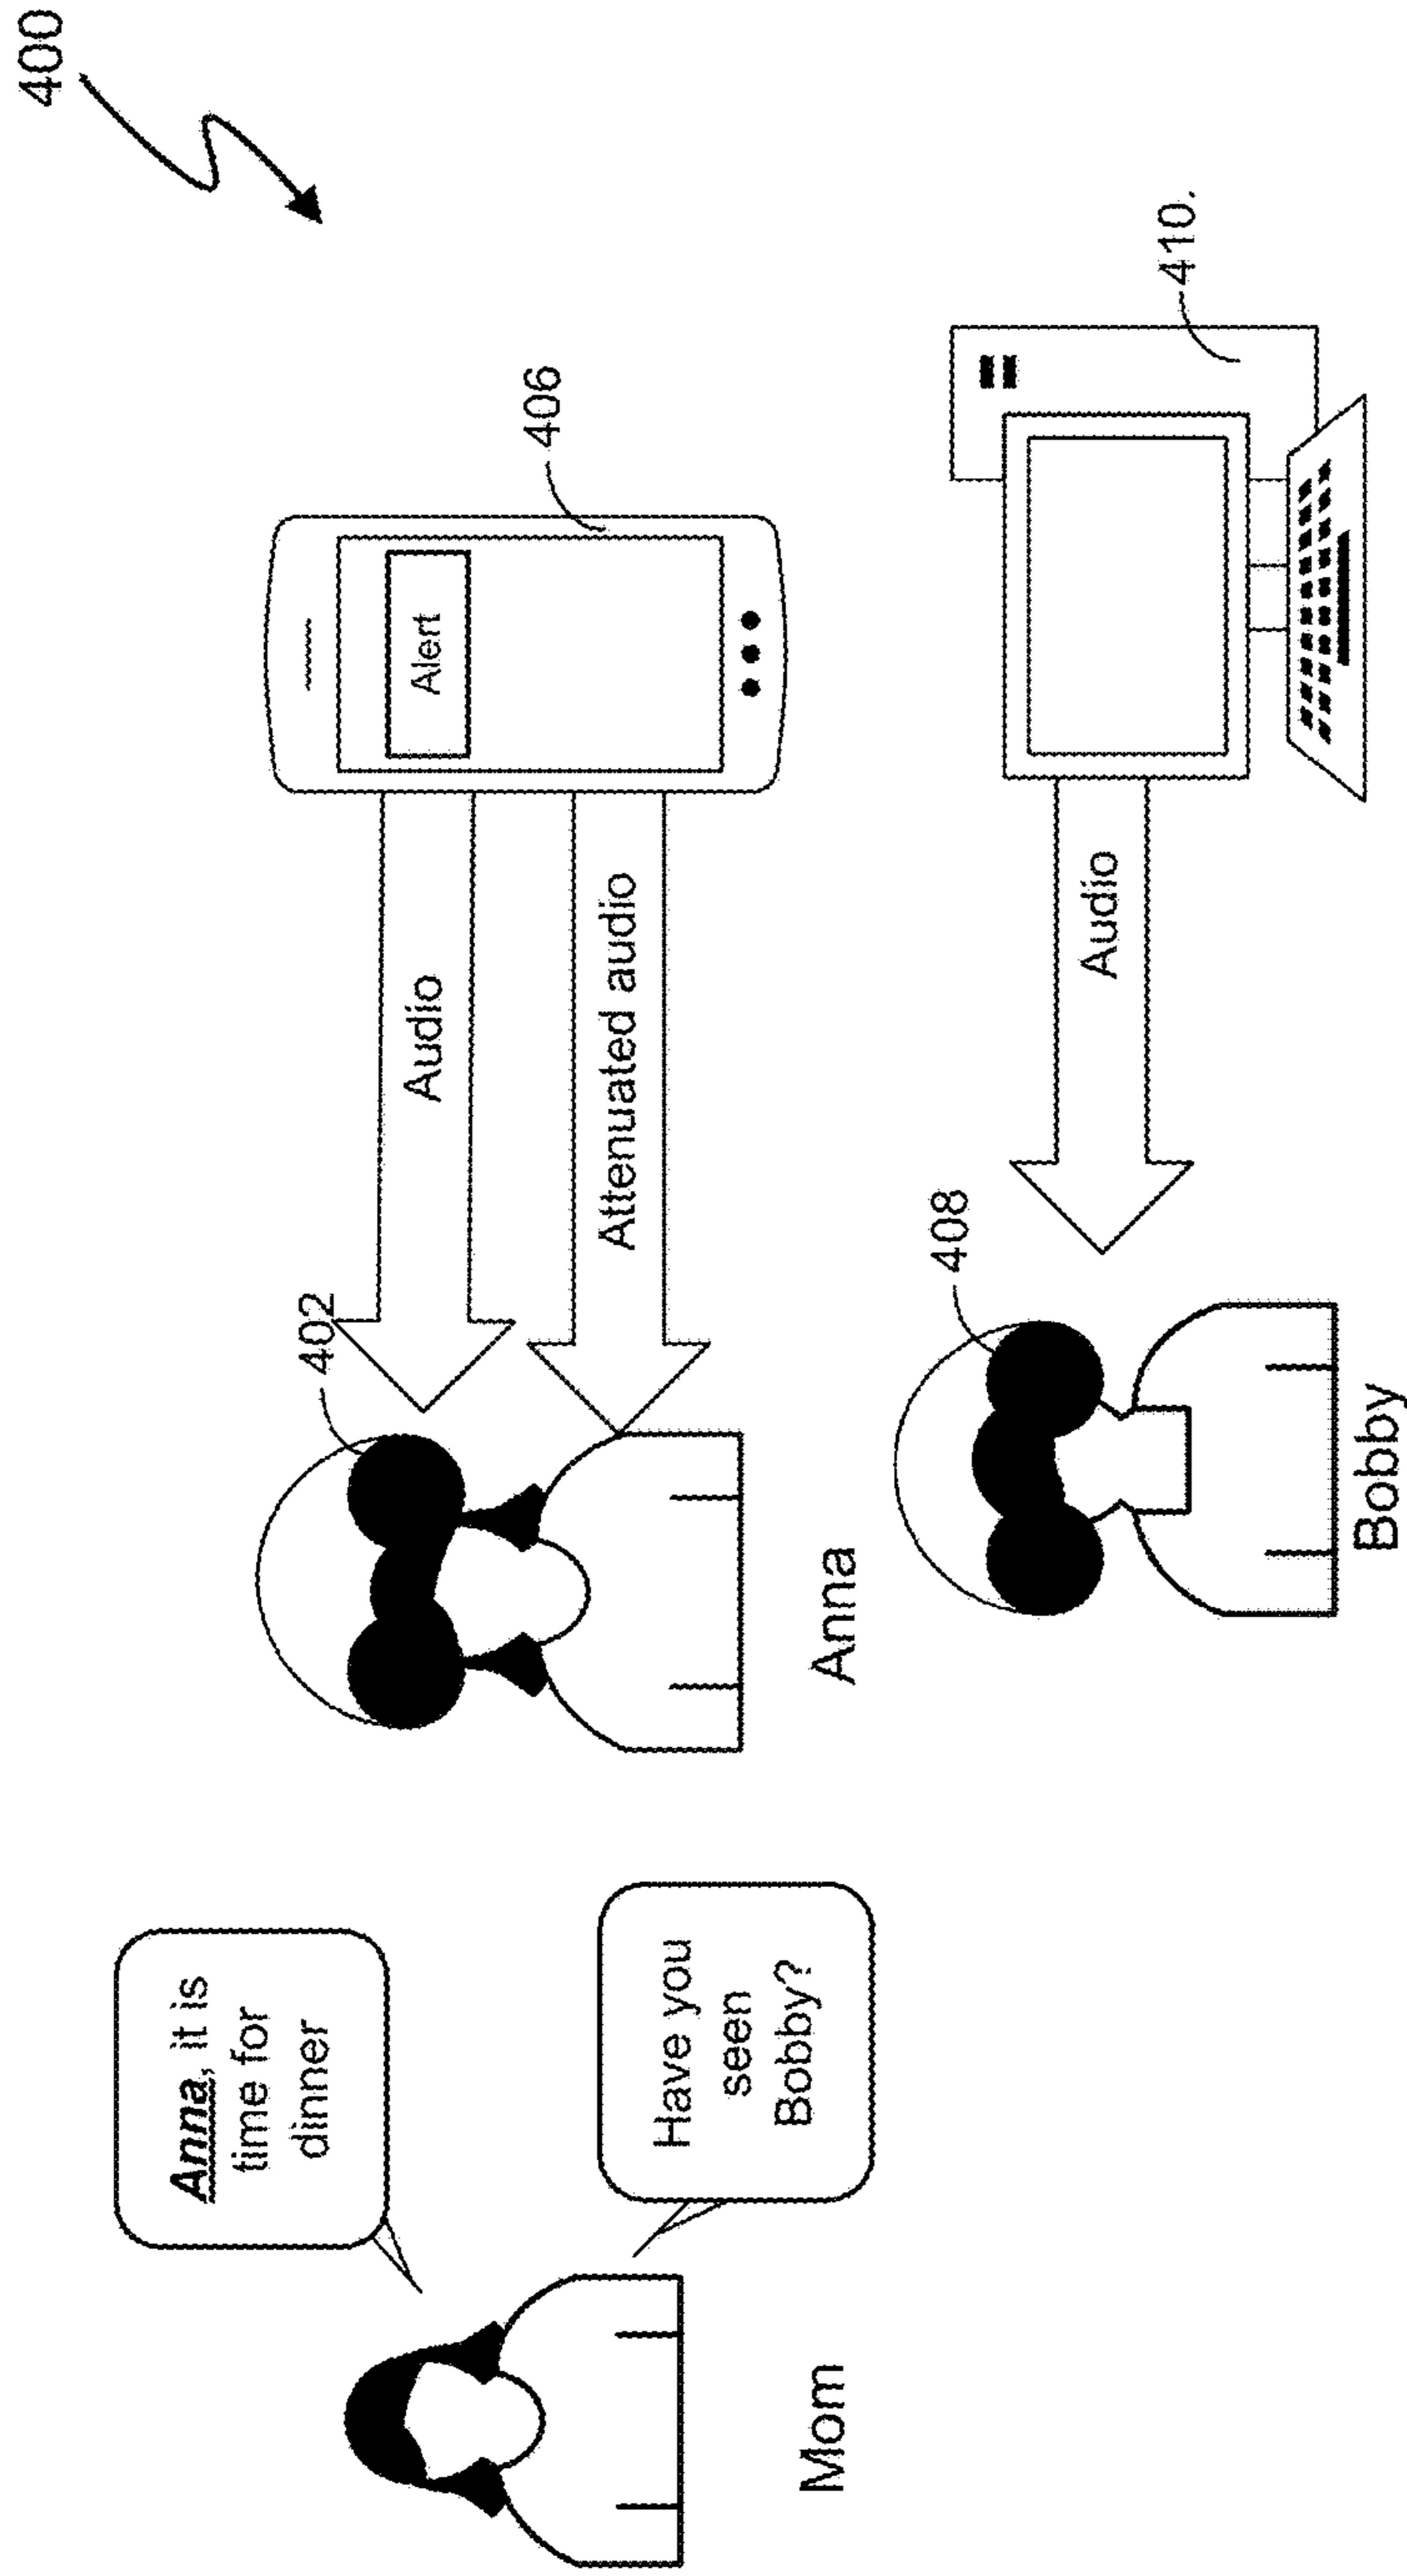 400
Anna, it is
time for
dinner
Have you
seen
Bobby?
Mom
402
Anna
Audio
Attenuated audio
Alert
406
408
Bobby
Audio
410.